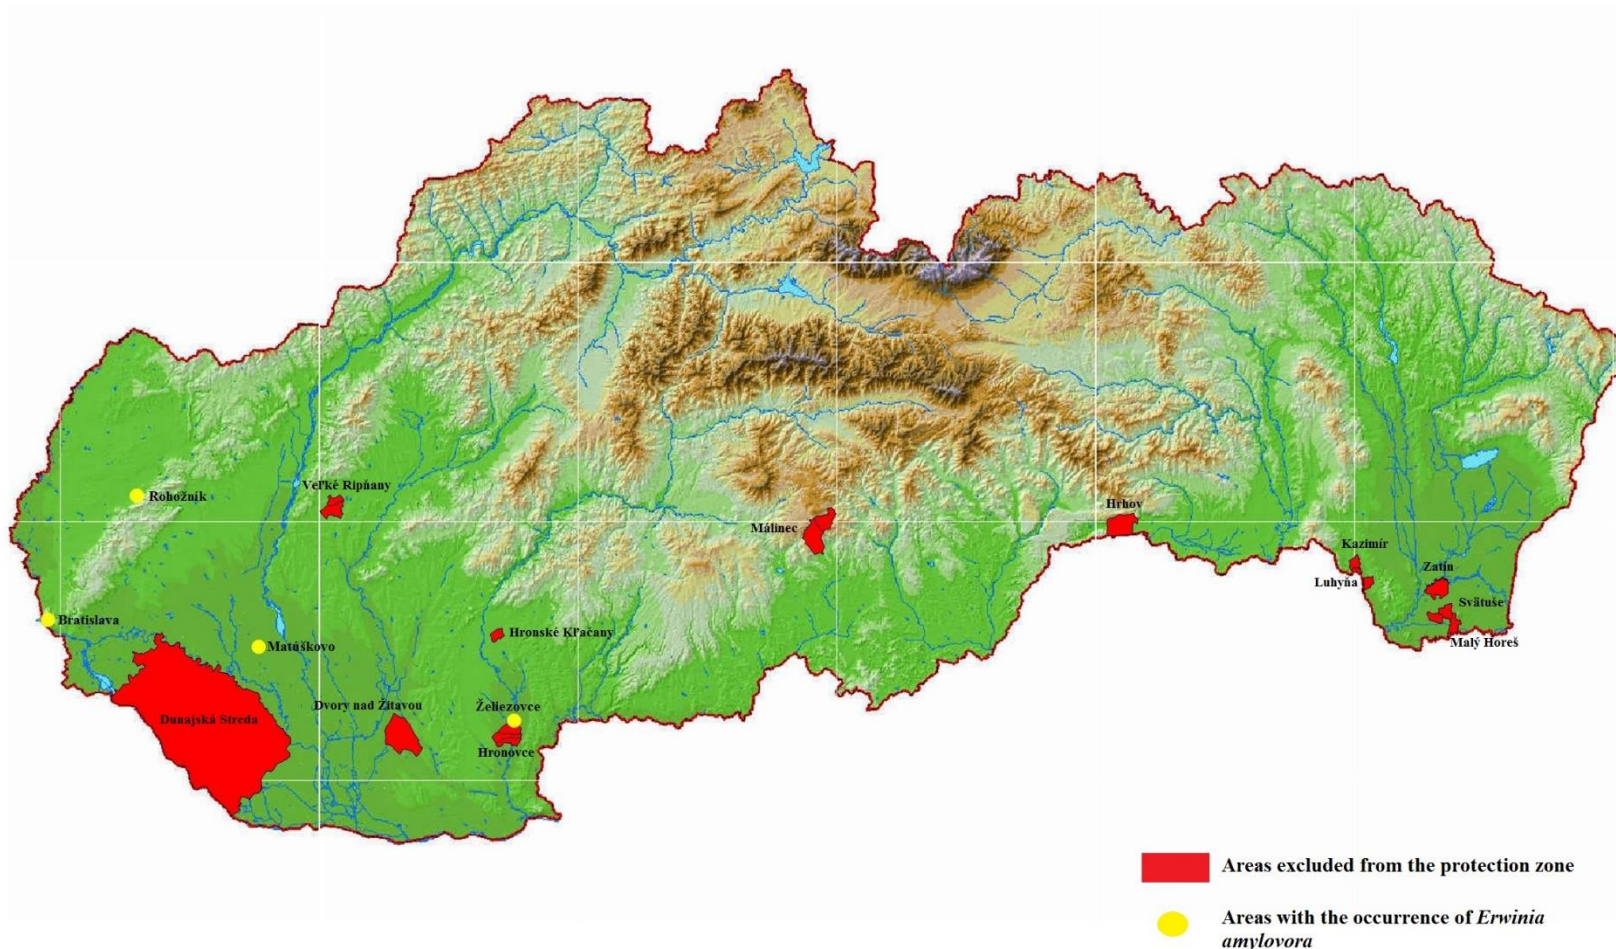 Rohožník
Veľké Ripňany
Málinec
Hrhov
Kazimír
Luhyňa
Zatín
Svätuše
Malý Horeš
Bratislava
Matúškovo
Hronské Kľačany
Dunajská Streda
Dvory nad Žitavou
Želiezovce
Hronovce
Areas excluded from the protection zone
Areas with the occurrence of Erwinia
amylovora